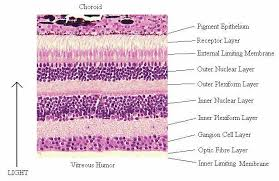 Choroid
Pigment Epithelium
Receptor Layer
External Limiting Membrane
Outer Nuclear Layer
Outer Plexiform Layer
Inner Nuclear Layer
Inner Plexiform Layer
Gangion Cell Layer
Optic Fibre Layer
Inner Limiting Membrane
Vitreous Humor
LIGHT